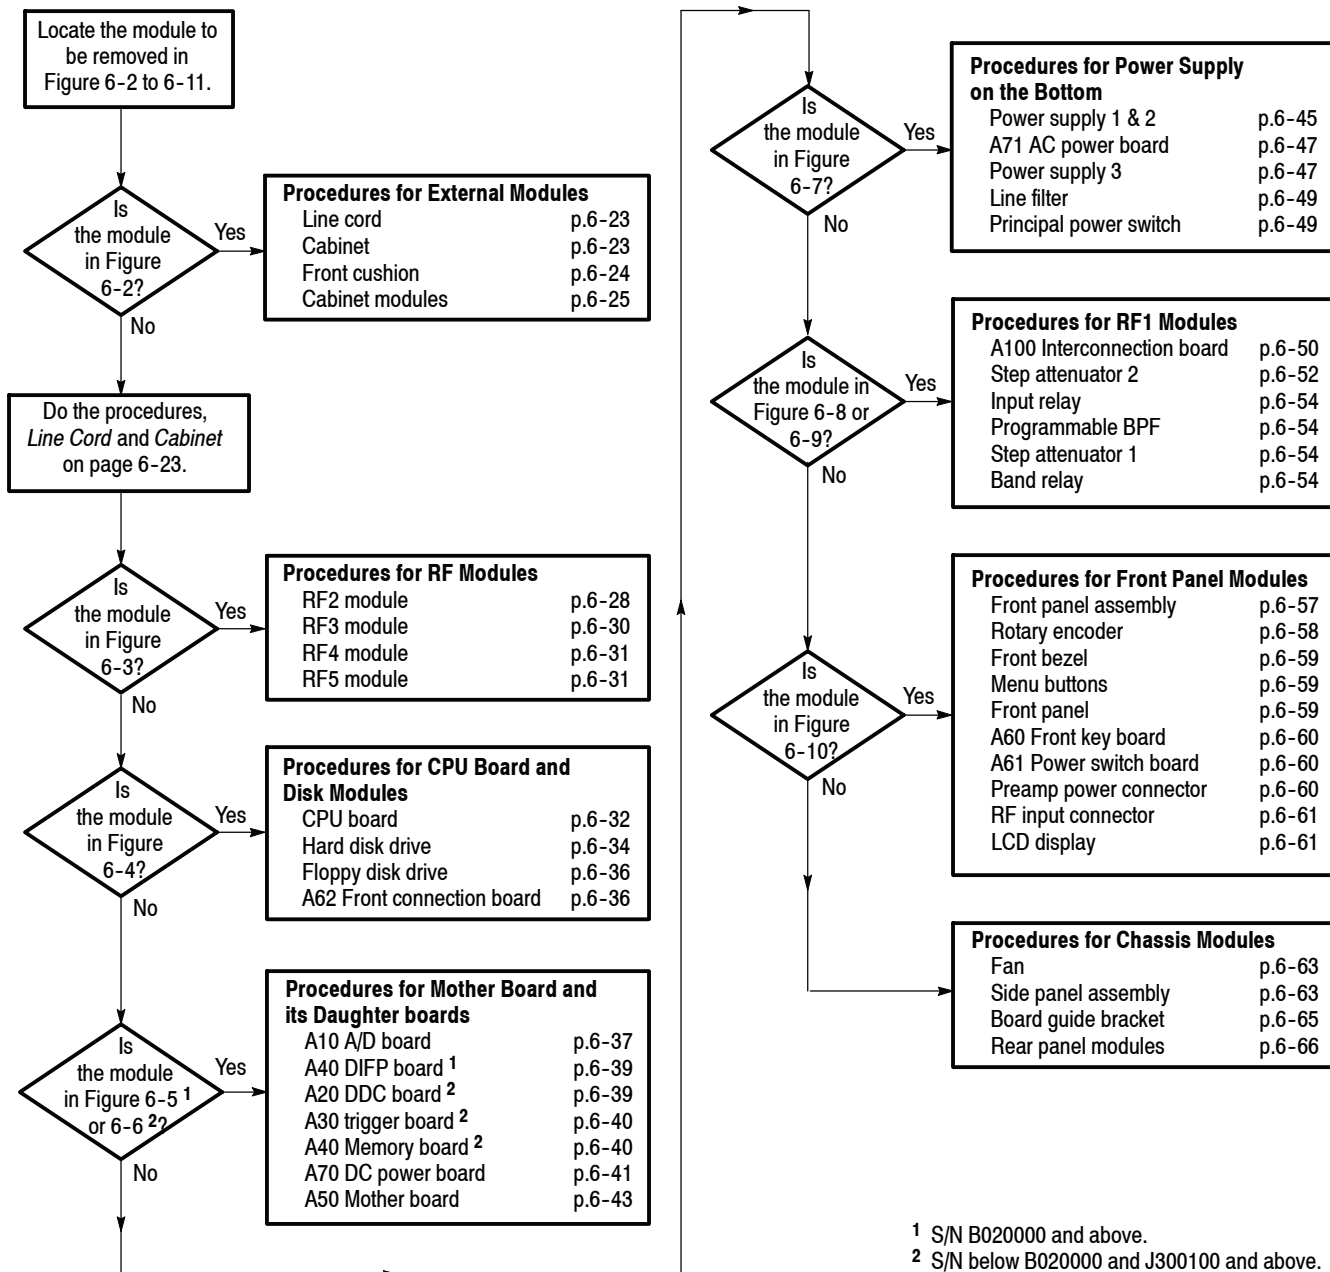 Locate the module to
be removed in
Figure 6-2 to 6-11.
Is
the module
in Figure
6-2?
Yes
No
Procedures for External Modules
Line cord p.6-23
Cabinet p.6-23
Front cushion p.6-24
Cabinet modules p.6-25
Do the procedures,
Line Cord and Cabinet
on page 6-23.
Is
the module
in Figure
6-3?
Yes
No
Procedures for RF Modules
RF2 module p.6-28
RF3 module p.6-30
RF4 module p.6-31
RF5 module p.6-31
Is
the module
in Figure
6-4?
Yes
No
Procedures for CPU Board and
Disk Modules
CPU board p.6-32
Hard disk drive p.6-34
Floppy disk drive p.6-36
A62 Front connection board p.6-36
Is
the module
in Figure 6-5 1
or 6-6 2?
Yes
No
Procedures for Mother Board and
its Daughter boards
A10 A/D board p.6-37
A40 DIFP board 1 p.6-39
A20 DDC board 2 p.6-39
A30 trigger board 2 p.6-40
A40 Memory board 2 p.6-40
A70 DC power board p.6-41
A50 Mother board p.6-43
Is
the module
in Figure
6-7?
Yes
No
Procedures for Power Supply
on the Bottom
Power supply 1 & 2 p.6-45
A71 AC power board p.6-47
Power supply 3 p.6-47
Line filter p.6-49
Principal power switch p.6-49
Is
the module in
Figure 6-8 or
6-9?
Yes
No
Procedures for RF1 Modules
A100 Interconnection board p.6-50
Step attenuator 2 p.6-52
Input relay p.6-54
Programmable BPF p.6-54
Step attenuator 1 p.6-54
Band relay p.6-54
Is
the module
in Figure
6-10?
Yes
No
Procedures for Front Panel Modules
Front panel assembly p.6-57
Rotary encoder p.6-58
Front bezel p.6-59
Menu buttons p.6-59
Front panel p.6-59
A60 Front key board p.6-60
A61 Power switch board p.6-60
Preamp power connector p.6-60
RF input connector p.6-61
LCD display p.6-61
Procedures for Chassis Modules
Fan p.6-63
Side panel assembly p.6-63
Board guide bracket p.6-65
Rear panel modules p.6-66
1 S/N B020000 and above.
2 S/N below B020000 and J300100 and above.